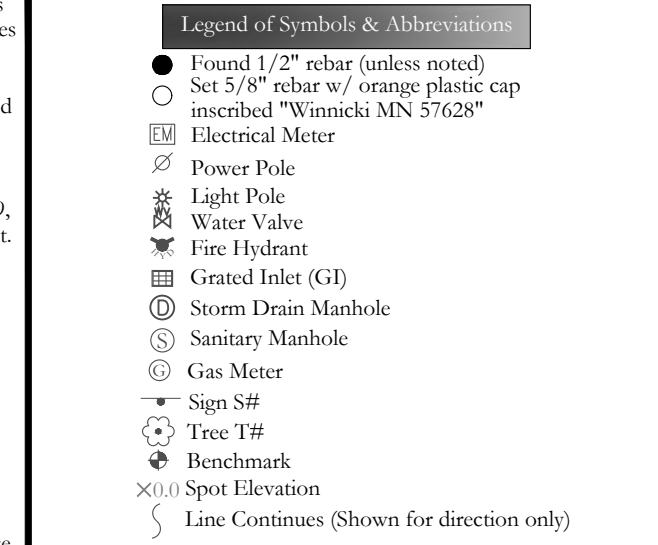 Legend of Symbols & Abbreviations
Found 1/2" rebar (unless noted)
Set 5/8" rebar w/ orange plastic cap
inscribed "Winnicki MN 57628"
EM Electrical Meter
Power Pole
Light Pole
WV Water Valve
Fire Hydrant
Grated Inlet (GI)
D Storm Drain Manhole
S Sanitary Manhole
G Gas Meter
Sign S#
Tree T#
Benchmark
×0.0 Spot Elevation
Line Continues (Shown for direction only)